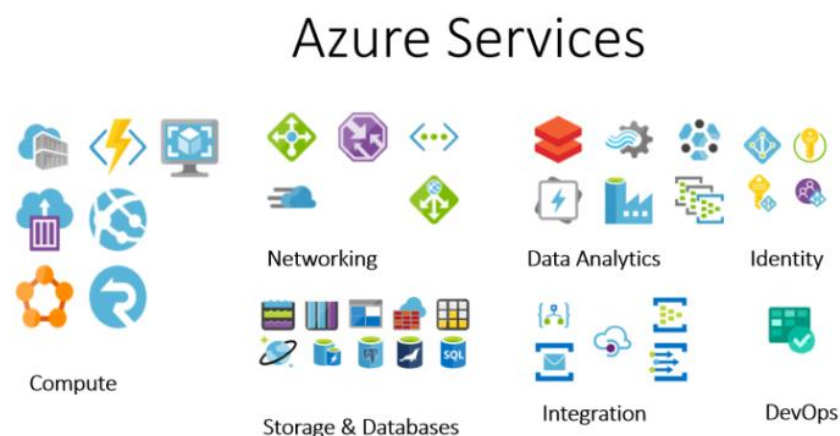 Azure Services
Networking
Data Analytics
Identity
Compute
SQL
Storage & Databases
Integration
DevOps